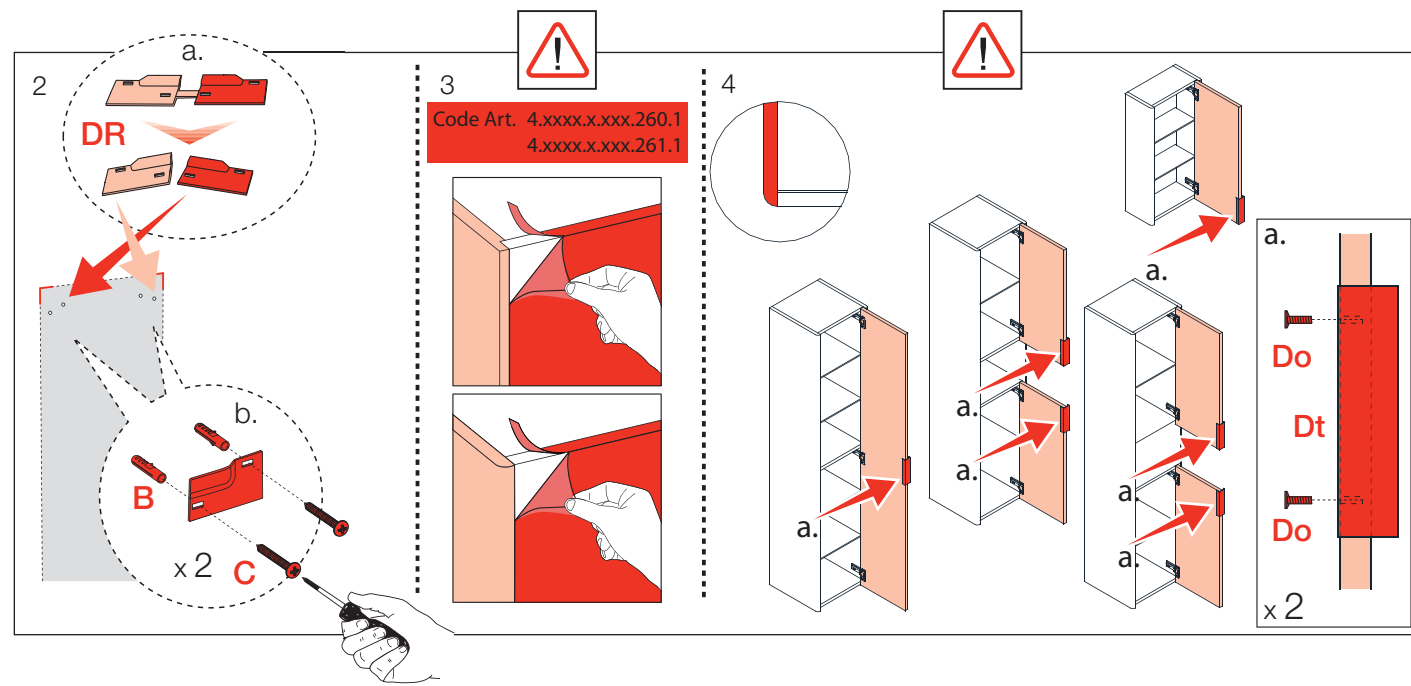 2
a.
DR
b.
B
x 2
C
!
3
Code Art. 4.xxxx.x.xxx.260.1
4.xxxx.x.xxx.261.1
!
4
a.
a.
a.
a.
a.
a.
a.
Do
Dt
Do
x 2